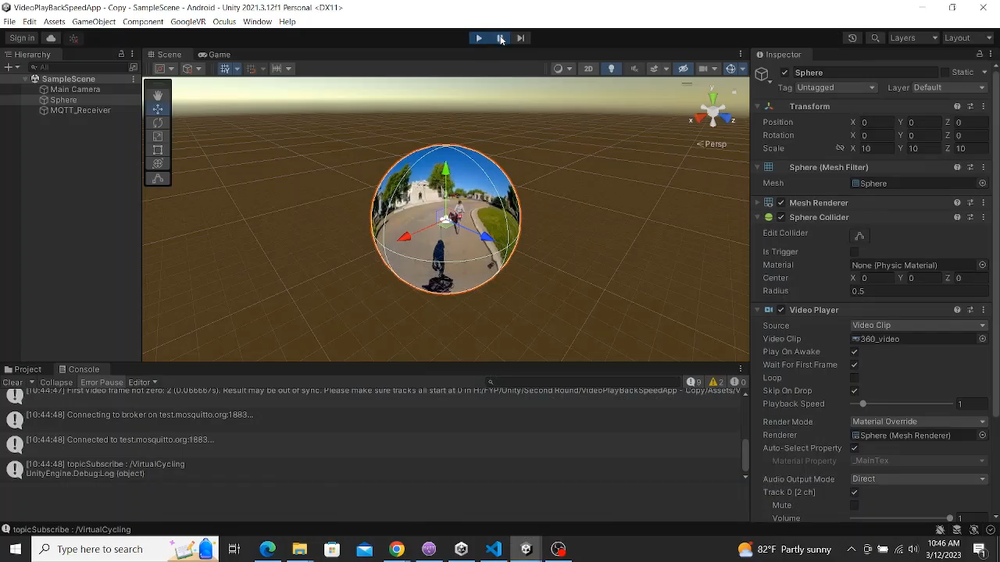 VideoPlayBackSpeedApp - Copy - SampleScene - Android - Unity 2021.3.12f1 Personal <DX11>
File Edit Assets GameObject Component GoogleVR Oculus Window Help
Sign in Layers Layout
Hierarchy
All
SampleScene
Main Camera
Sphere
MQTT_Receiver
Scene Game
2D
y
x
z
Persp
Inspector
Sphere Static
Tag Untagged Layer Default
Transform
Position X 0 Y 0 Z 0
Rotation X 0 Y 0 Z 0
Scale X 10 Y 10 Z 10
Sphere (Mesh Filter)
Mesh Sphere
Mesh Renderer
Sphere Collider
Edit Collider
Is Trigger
Material None (Physic Material)
Center X 0 Y 0 Z 0
Radius 0.5
Video Player
Source Video Clip
Video Clip 360_video
Play On Awake
Wait For First Frame
Loop
Skip On Drop
Playback Speed 1
Render Mode Material Override
Renderer Sphere (Mesh Renderer)
Auto-Select Property
Material Property _MainTex
Audio Output Mode Direct
Track 0 [2 ch]
Mute
Volume 1
Project Console
Clear Collapse Error Pause Editor 9 2 0
[10:44:47] First video frame not zero: 2 (0.066667s). Result may be out of sync. Please make sure tracks all start at 0 in H:/FYP/Unity/Second Round/VideoPlayBackSpeedApp - Copy/Assets/V
[10:44:48] Connecting to broker on test.mosquitto.org:1883...
[10:44:48] Connected to test.mosquitto.org:1883...
[10:44:48] topicSubscribe : /VirtualCycling
UnityEngine.Debug:Log (object)
topicSubscribe : /VirtualCycling
Type here to search
82°F Partly sunny
10:46 AM
3/12/2023